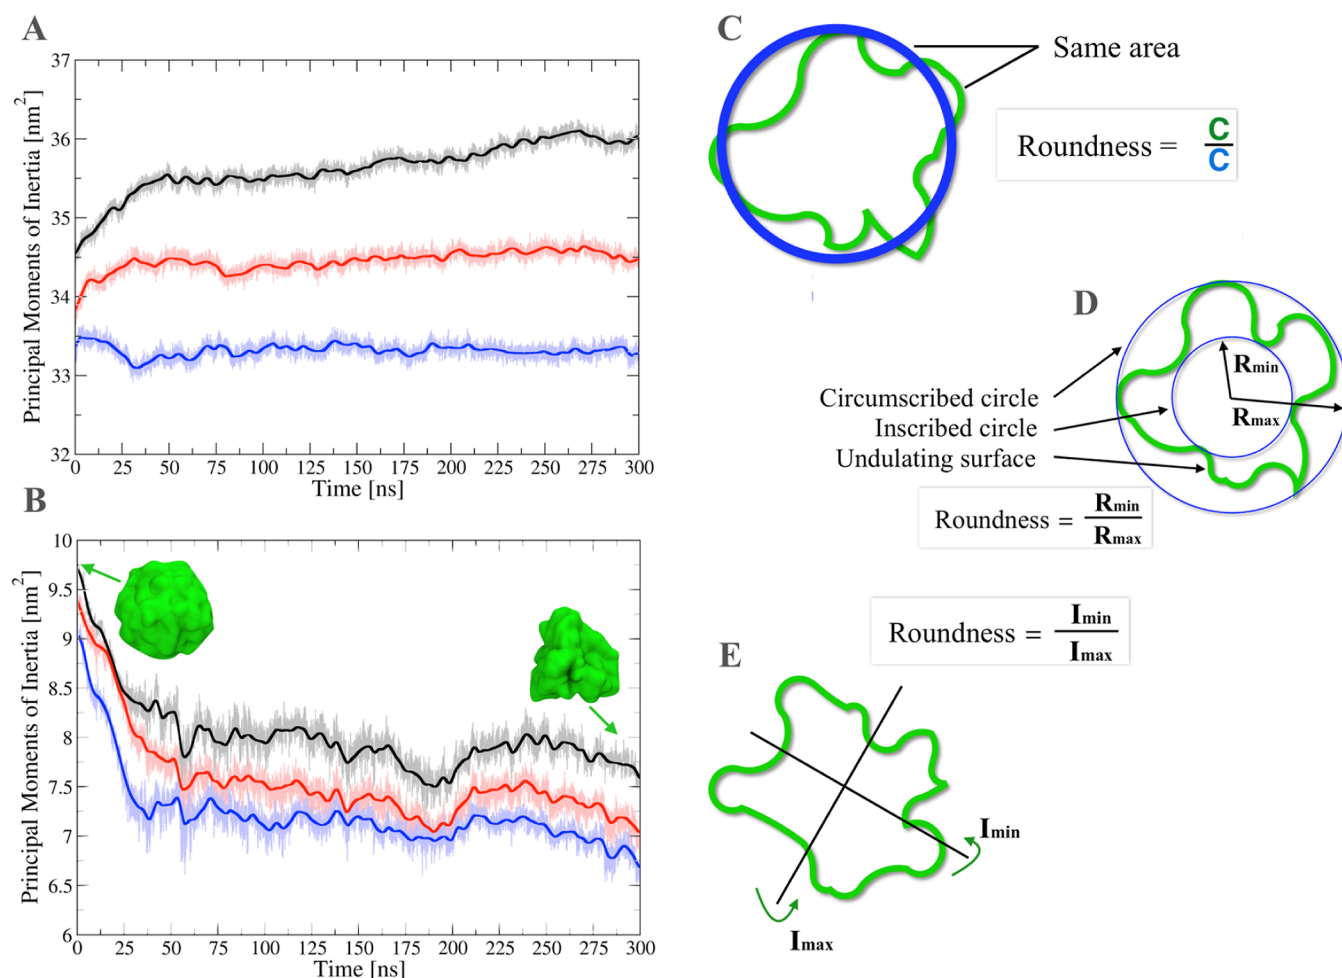 A
Principal Moments of Inertia [nm²]
37
36
35
34
33
32
0 25 50 75 100 125 150 175 200 225 250 275 300
Time [ns]
B
Principal Moments of Inertia [nm²]
10
9.5
9
8.5
8
7.5
7
6.5
6
0 25 50 75 100 125 150 175 200 225 250 275 300
Time [ns]
C
Same area
Roundness = C
C
D
Rmin
Rmax
Circumscribed circle
Inscribed circle
Undulating surface
Roundness = Rmin
Rmax
Roundness = Imin
Imax
E
Imin
Imax